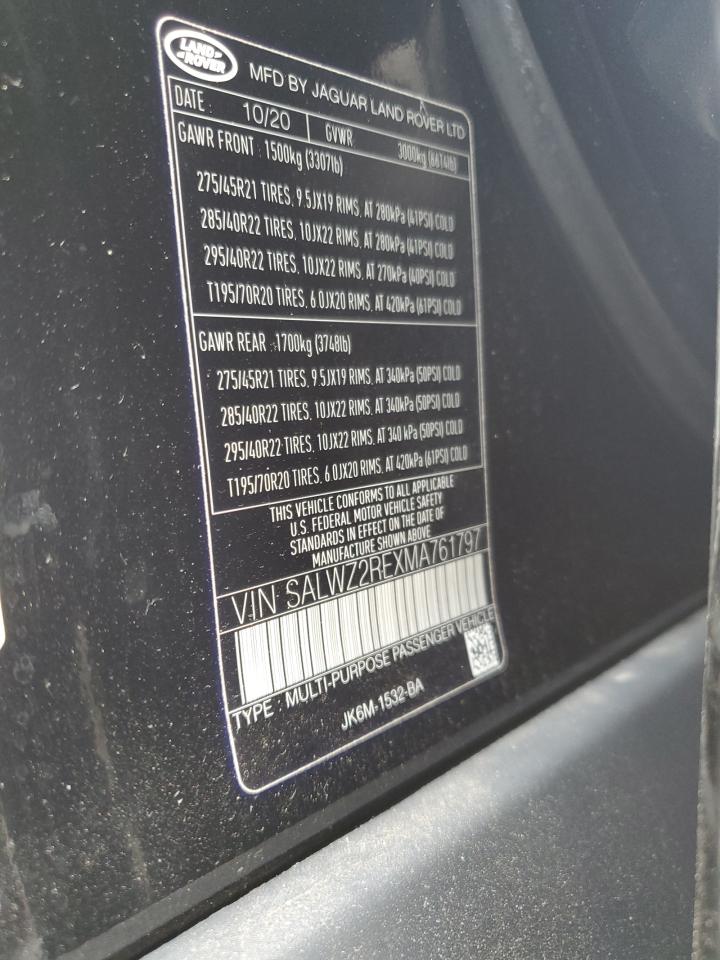 LAND ROVER
MFD BY JAGUAR LAND ROVER LTD
DATE : 10/20 GVWR 3000kg (6614lb)
GAWR FRONT : 1500kg (3307lb)
275/45R21 TIRES, 9.5JX19 RIMS, AT 280kPa (41PSI) COLD
285/40R22 TIRES, 10JX22 RIMS, AT 280kPa (41PSI) COLD
295/40R22 TIRES, 10JX22 RIMS, AT 270kPa (40PSI) COLD
T195/70R20 TIRES, 6.0JX20 RIMS, AT 420kPa (61PSI) COLD
GAWR REAR : 1700kg (3748lb)
275/45R21 TIRES, 9.5JX19 RIMS, AT 340kPa (50PSI) COLD
285/40R22 TIRES, 10JX22 RIMS, AT 340kPa (50PSI) COLD
295/40R22 TIRES, 10JX22 RIMS, AT 340 kPa (50PSI) COLD
T195/70R20 TIRES, 6.0JX20 RIMS, AT 420kPa (61PSI) COLD
THIS VEHICLE CONFORMS TO ALL APPLICABLE
U.S. FEDERAL MOTOR VEHICLE SAFETY
STANDARDS IN EFFECT ON THE DATE OF
MANUFACTURE SHOWN ABOVE
VIN SALWZ2REXMA761797
TYPE : MULTI-PURPOSE PASSENGER VEHICLE
JK6M-1532-BA